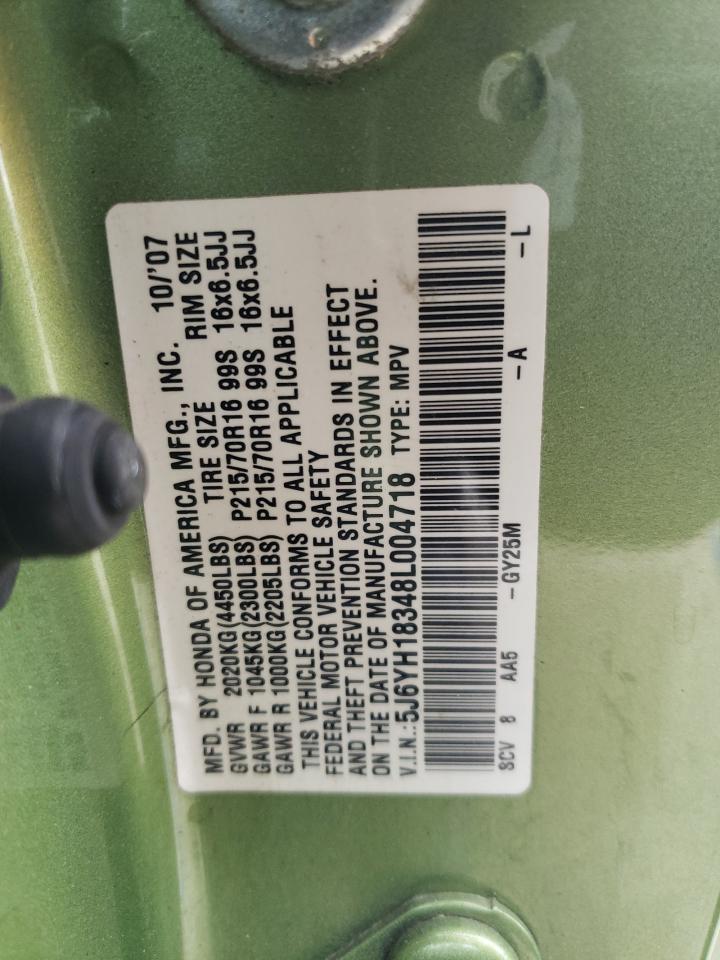 MFD. BY HONDA OF AMERICA MFG., INC. 10/'07
GVWR 2020KG(4450LBS) TIRE SIZE RIM SIZE
GAWR F 1045KG(2300LBS) P215/70R16 99S 16x6.5JJ
GAWR R 1000KG(2205LBS) P215/70R16 99S 16x6.5JJ
THIS VEHICLE CONFORMS TO ALL APPLICABLE
FEDERAL MOTOR VEHICLE SAFETY
AND THEFT PREVENTION STANDARDS IN EFFECT
ON THE DATE OF MANUFACTURE SHOWN ABOVE.
V.I.N.:5J6YH18348L004718 TYPE: MPV
SCV 8 AA5 -GY25M -A -L